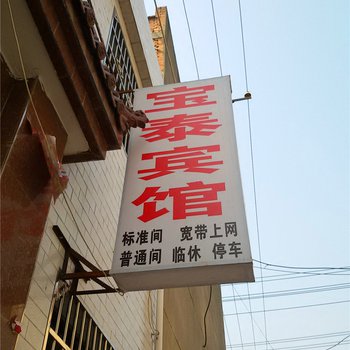 宝泰宾馆
标准间 宽带上网
普通间 临休 停车